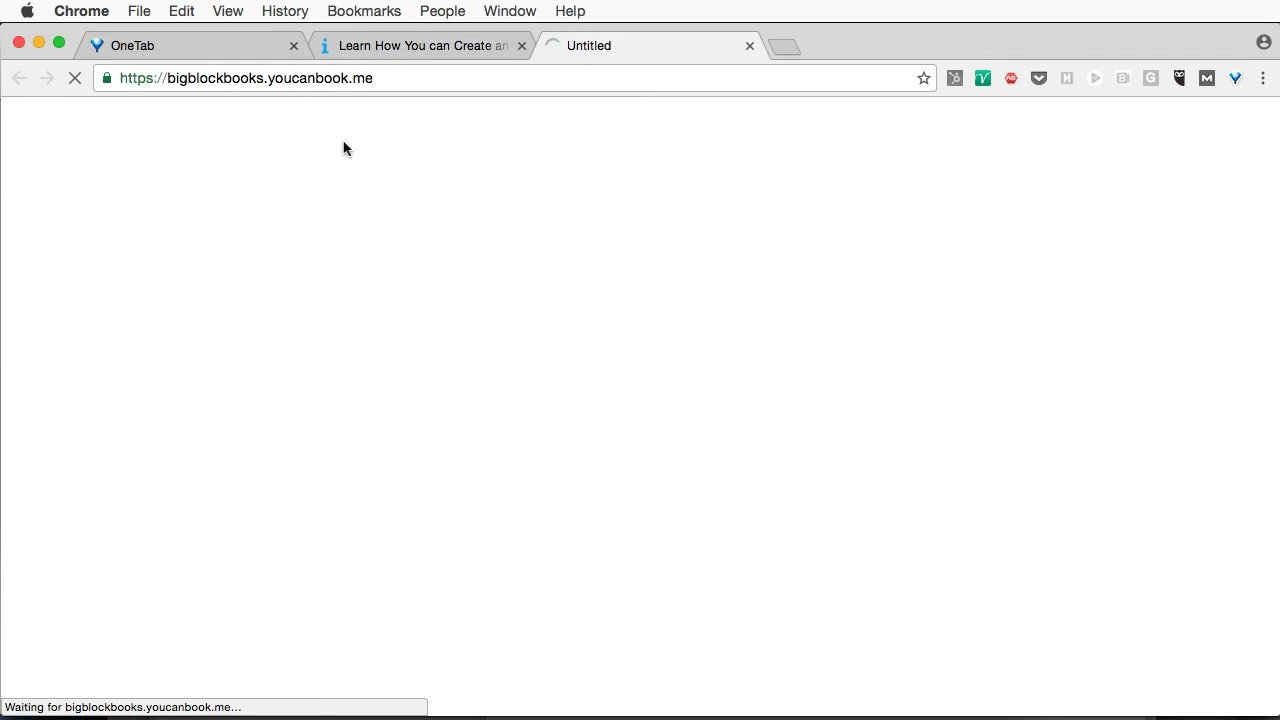 Chrome File Edit View History Bookmarks People Window Help
OneTab Learn How You can Create an Untitled
https://bigblockbooks.youcanbook.me
Waiting for bigblockbooks.youcanbook.me...